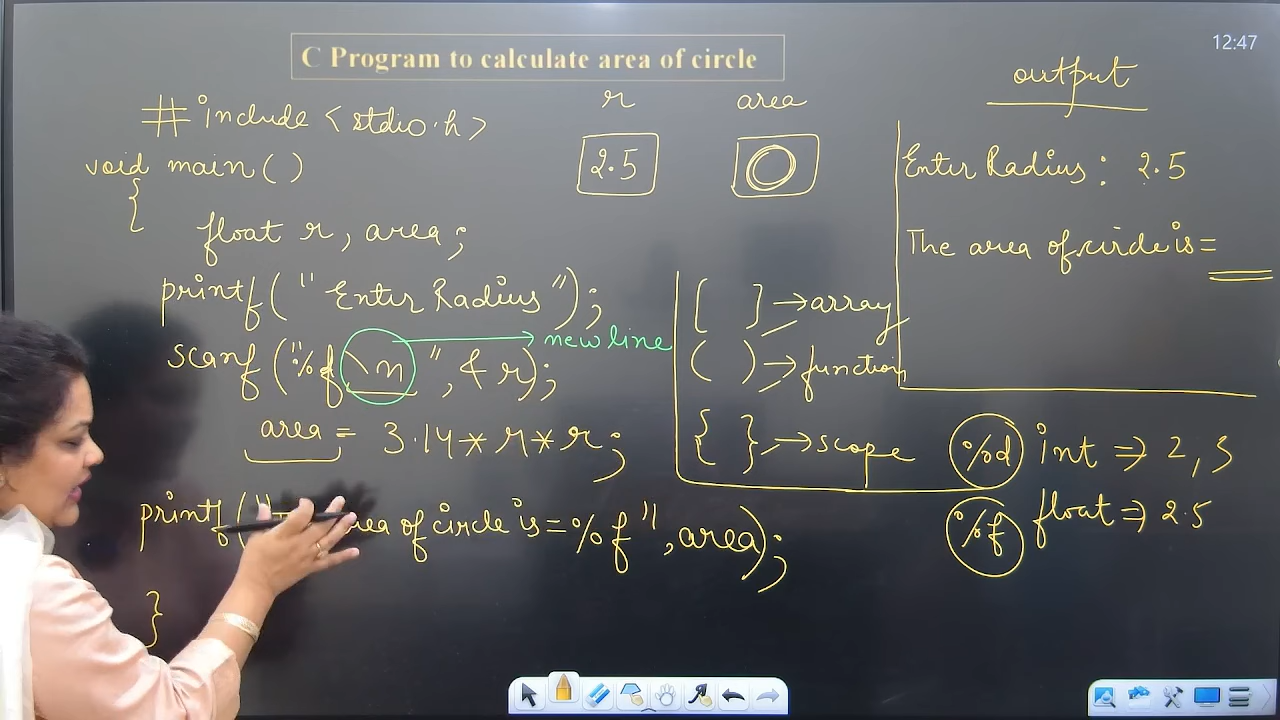 12:47
C Program to calculate area of circle
# include <stdio.h>
void main()
{
float r, area;
printf("Enter Radius");
scanf("%f\n", & r);
new line
area = 3.14*r*r;
printf(" area of circle is=%f", area);
}
r area
2.5 0
[ ] → array
( ) → function
{ } → scope
output
Enter Radius: 2.5
The area of circle is=
%d int ⇒ 2, 3
%f float ⇒ 2.5